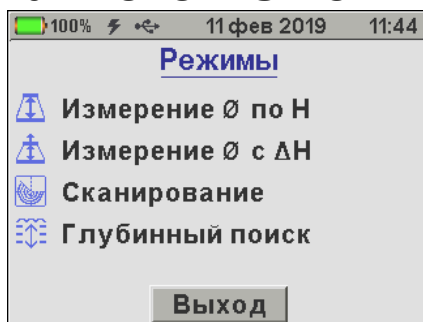 100% 11 фев 2019 11:44
Режимы
Измерение Ø по Н
Измерение Ø с ΔН
Сканирование
Глубинный поиск
Выход